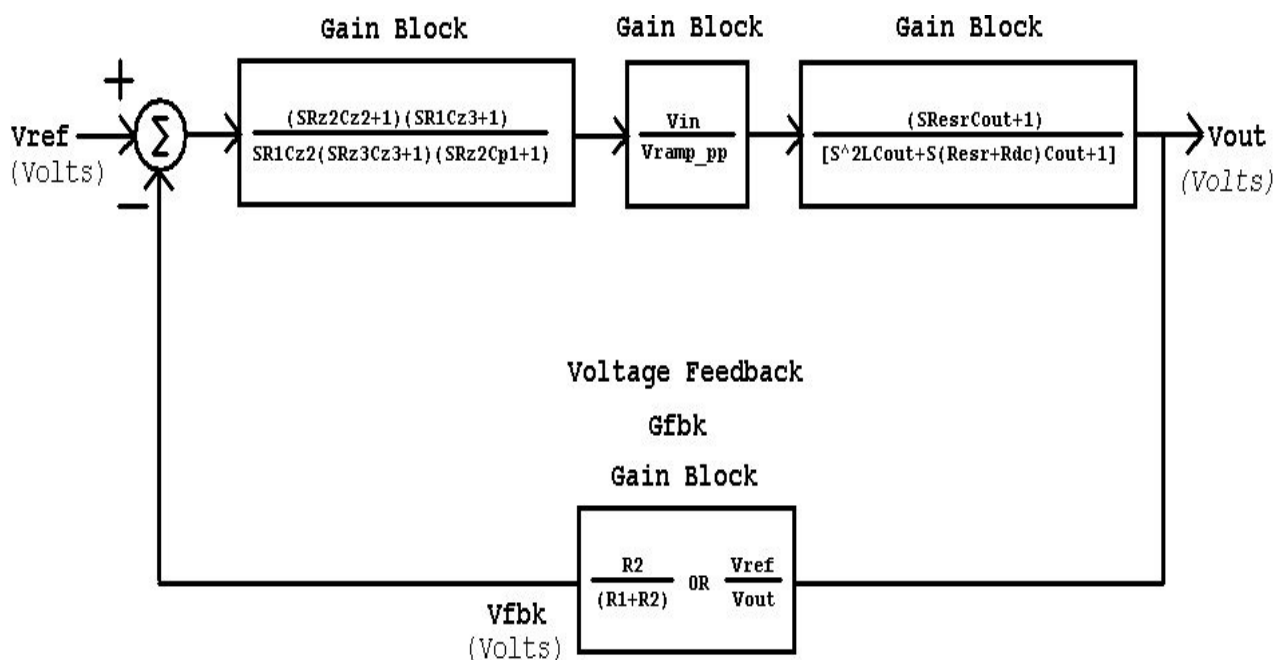 Gain Block
Gain Block
Gain Block
+
Vref
(Volts)
Σ
−
(SRz2Cz2+1)(SR1Cz3+1)
SR1Cz2(SRz3Cz3+1)(SRz2Cp1+1)
Vin
Vramp_pp
(SResrCout+1)
[S^2LCout+S(Resr+Rdc)Cout+1]
Vout
(Volts)
Voltage Feedback
Gfbk
Gain Block
R2
(R1+R2)
OR
Vref
Vout
Vfbk
(Volts)